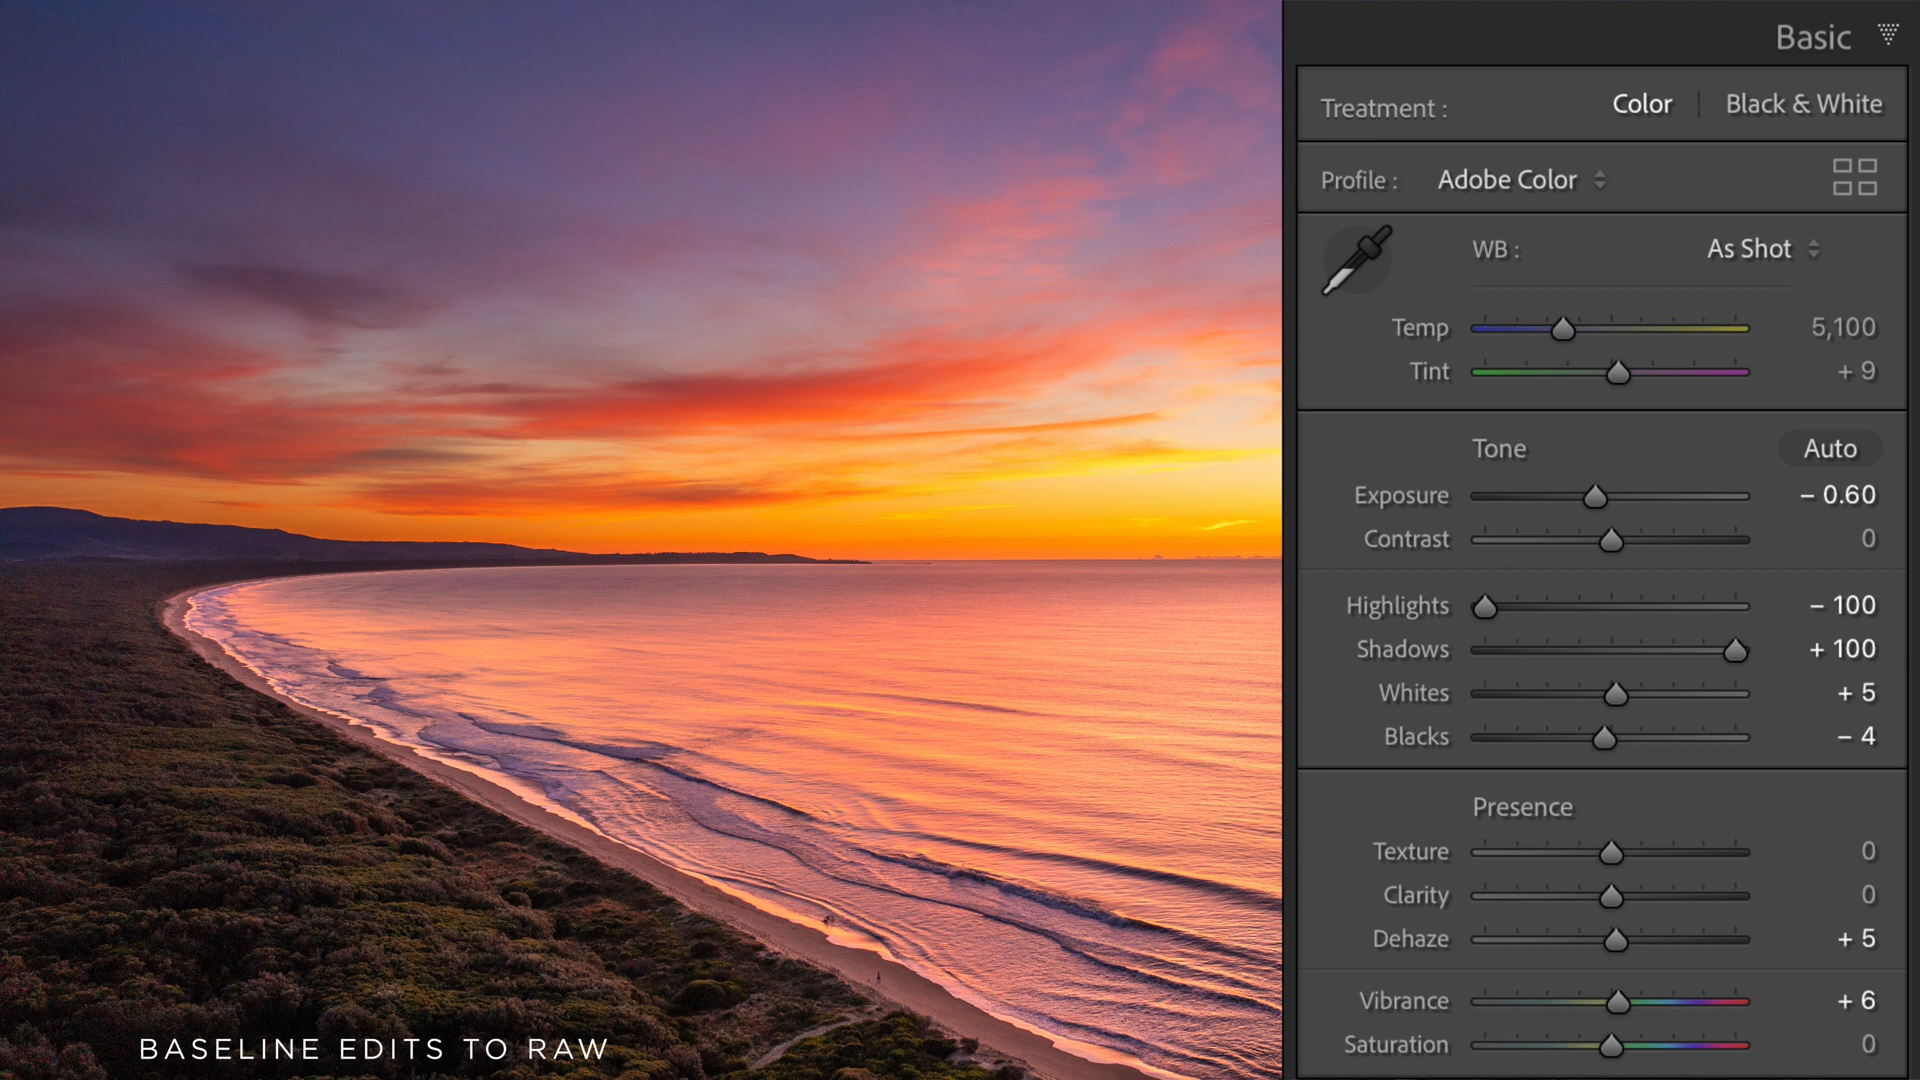 BASELINE EDITS TO RAW
Basic
Treatment : Color | Black & White
Profile : Adobe Color
WB : As Shot
Temp 5,100
Tint + 9
Tone Auto
Exposure – 0.60
Contrast 0
Highlights – 100
Shadows + 100
Whites + 5
Blacks – 4
Presence
Texture 0
Clarity 0
Dehaze + 5
Vibrance + 6
Saturation 0